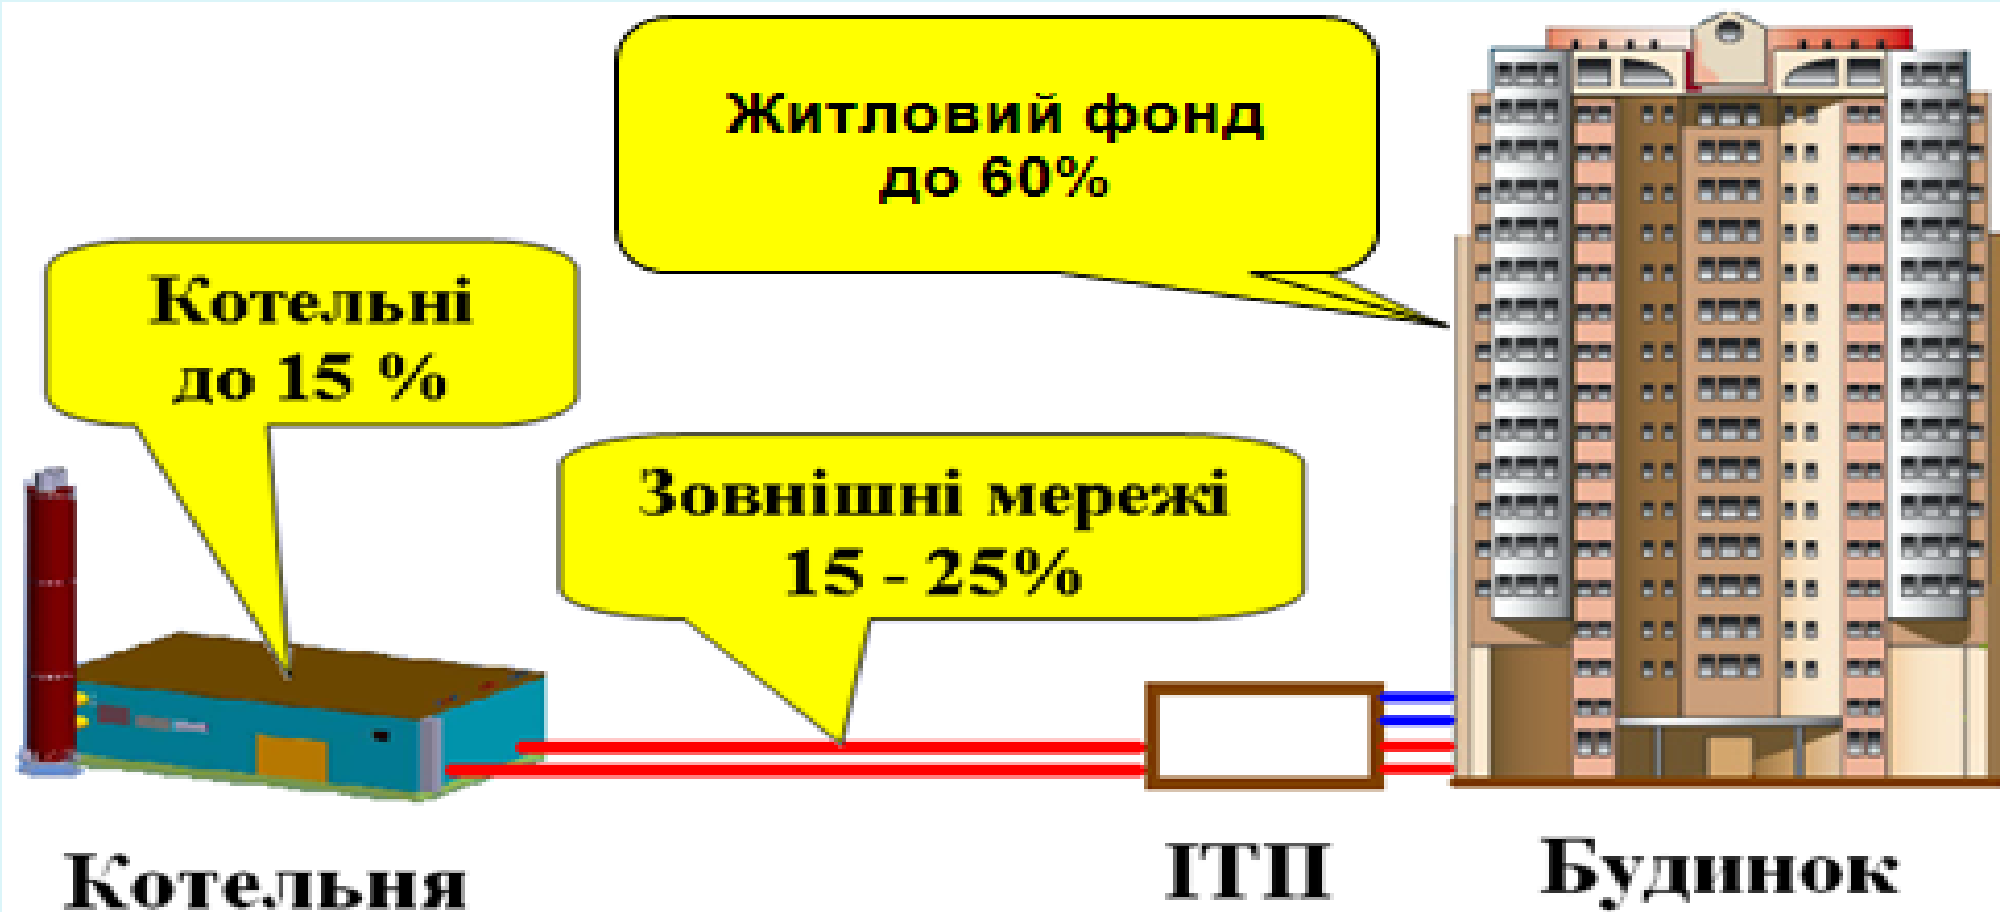 Житловий фонд
до 60%
Котельні
до 15 %
Зовнішні мережі
15 - 25%
Котельня
ІТП
Будинок